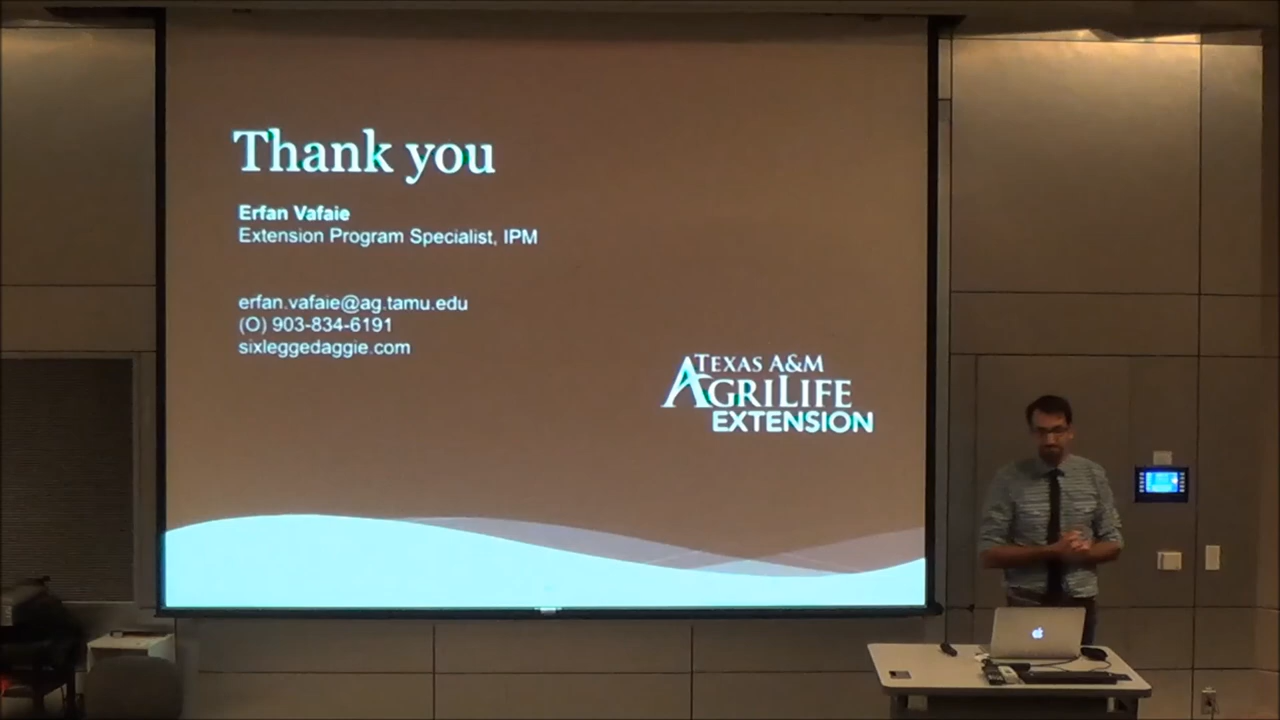 Thank you
Erfan Vafaie
Extension Program Specialist, IPM
erfan.vafaie@ag.tamu.edu
(O) 903-834-6191
sixleggedaggie.com
TEXAS A&M
AGRILIFE
EXTENSION